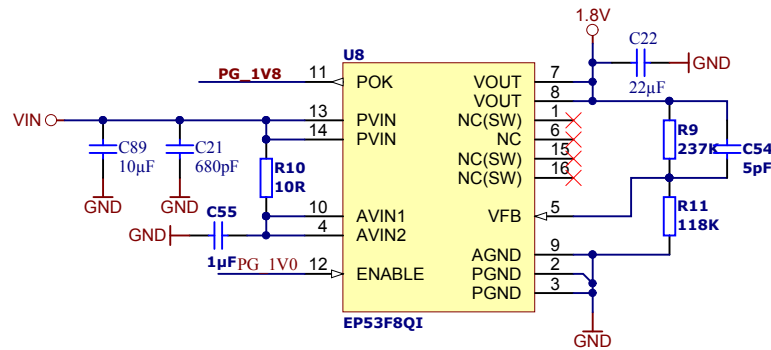 1.8V
U8
C22
GND
22µF
PG_1V8
11
POK
VOUT
7
VOUT
8
VIN
13
PVIN
14
PVIN
NC(SW)
1
NC
6
NC(SW)
15
NC(SW)
16
C89
10µF
C21
680pF
R9
237K
C54
5pF
R10
10R
GND
GND
C55
GND
1µF
10
AVIN1
4
AVIN2
VFB
5
R11
118K
PG_1V0
12
ENABLE
AGND
9
PGND
2
PGND
3
EP53F8QI
GND